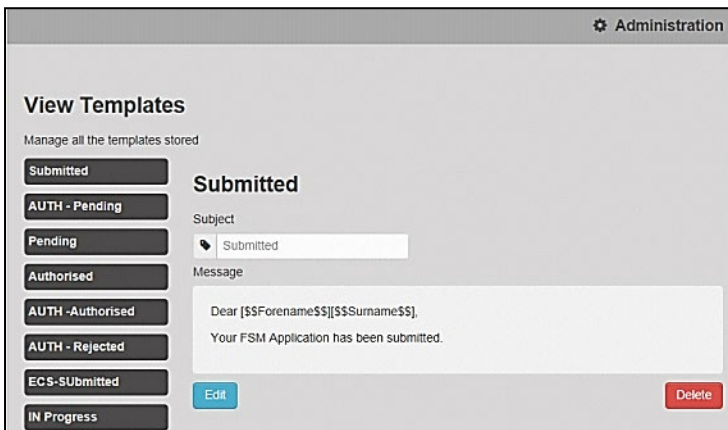 Administration
View Templates
Manage all the templates stored
Submitted
AUTH - Pending
Pending
Authorised
AUTH -Authorised
AUTH - Rejected
ECS-SUbmitted
IN Progress
Submitted
Subject
Submitted
Message
Dear [$$Forename$$][$$Surname$$],
Your FSM Application has been submitted.
Edit
Delete